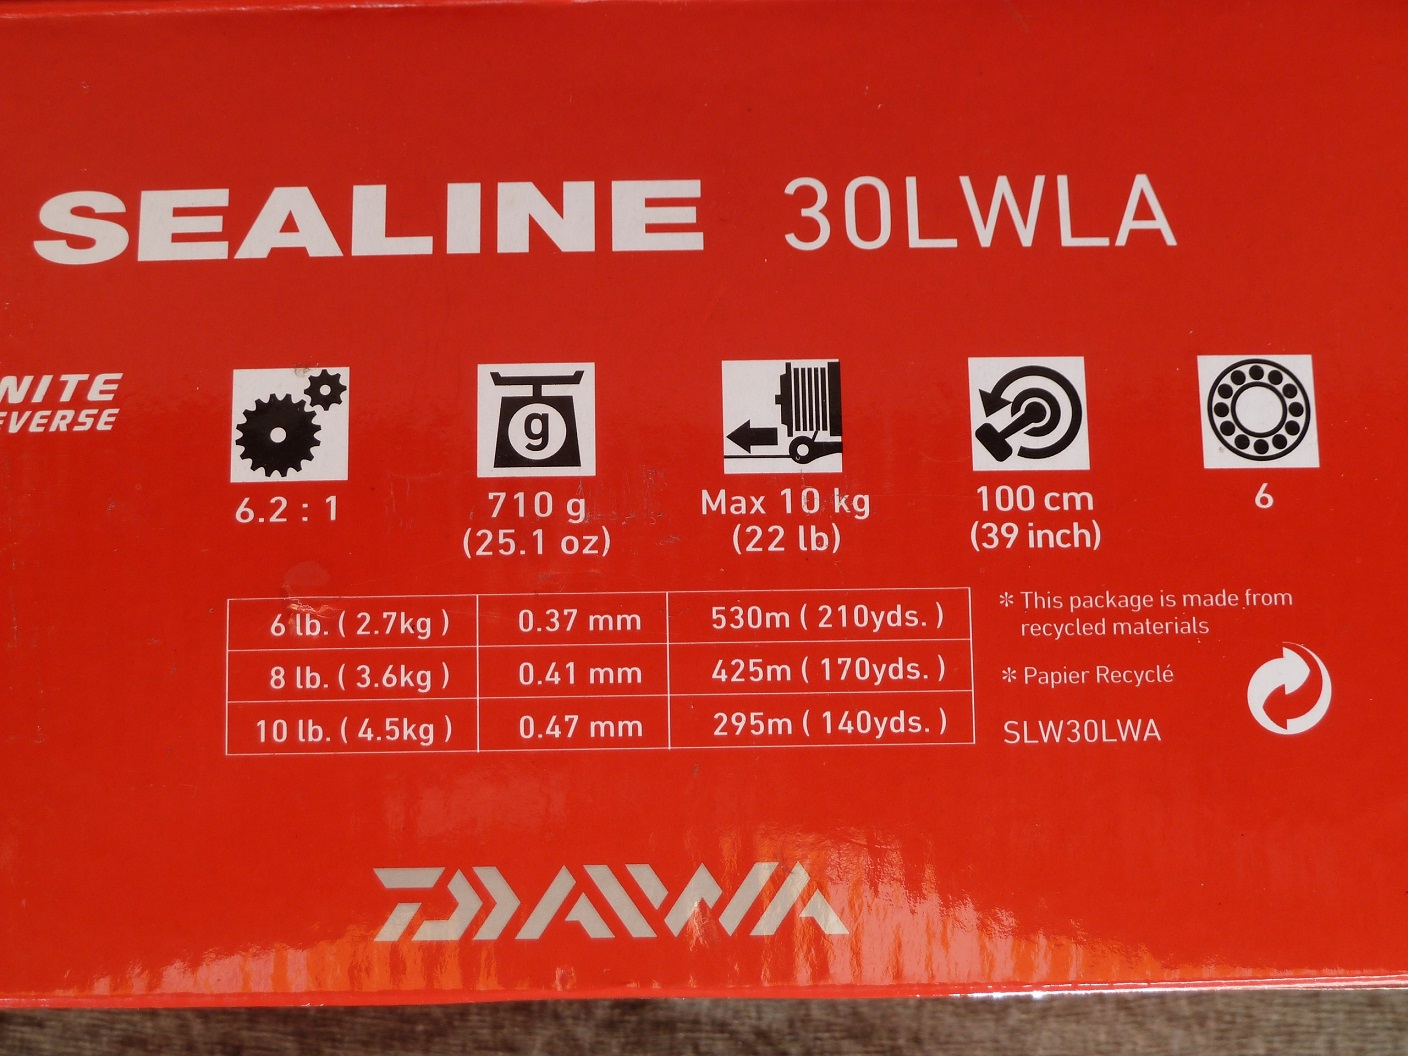 SEALINE 30LWLA
NITE
EVERSE
6.2 : 1
g
710 g
(25.1 oz)
Max 10 kg
(22 lb)
100 cm
(39 inch)
6
6 lb. ( 2.7kg ) 0.37 mm 530m ( 210yds. )
8 lb. ( 3.6kg ) 0.41 mm 425m ( 170yds. )
10 lb. ( 4.5kg ) 0.47 mm 295m ( 140yds. )
* This package is made from
recycled materials
* Papier Recyclé
SLW30LWA
DAIWA